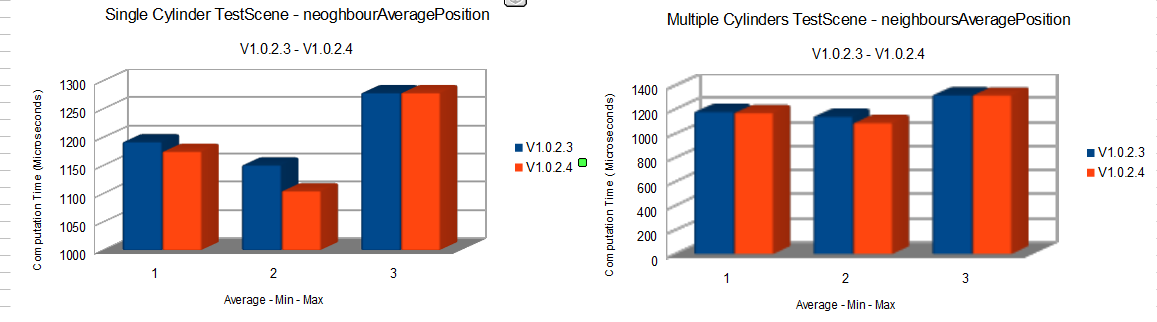 Single Cylinder TestScene - neoghbourAveragePosition
V1.0.2.3 - V1.0.2.4
Computation Time (Microseconds)
1300
1250
1200
1150
1100
1050
1000
1 2 3
Average - Min - Max
V1.0.2.3
V1.0.2.4
Multiple Cylinders TestScene - neighboursAveragePosition
V1.0.2.3 - V1.0.2.4
Computation Time ( Microseconds)
1400
1200
1000
800
600
400
200
0
1 2 3
Average - Min - Max
V1.0.2.3
V1.0.2.4